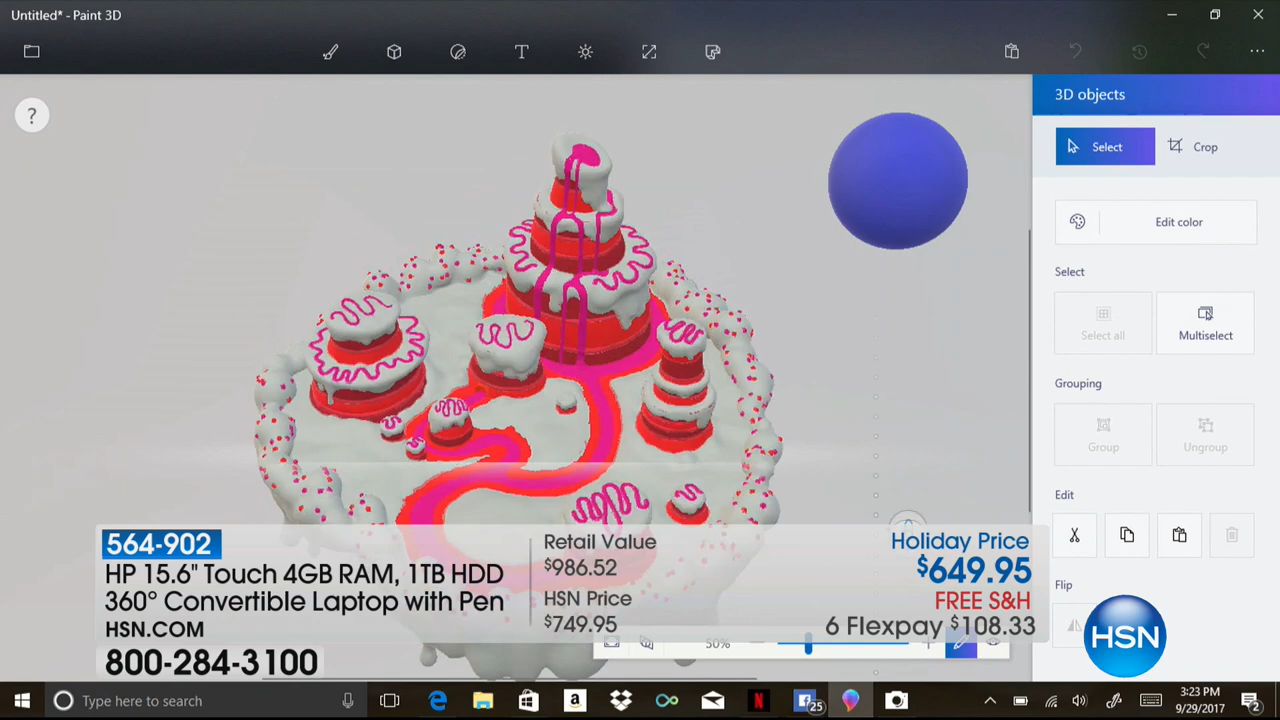 Untitled* - Paint 3D
3D objects
Select
Crop
Edit color
Select
Select all
Multiselect
Grouping
Group
Ungroup
Edit
Flip
564-902
HP 15.6" Touch 4GB RAM, 1TB HDD
360° Convertible Laptop with Pen
HSN.COM
800-284-3100
Retail Value
$986.52
HSN Price
$749.95
Holiday Price
$649.95
FREE S&H
6 Flexpay $108.33
50%
HSN
Type here to search
a
N
25
3:23 PM
9/29/2017
2